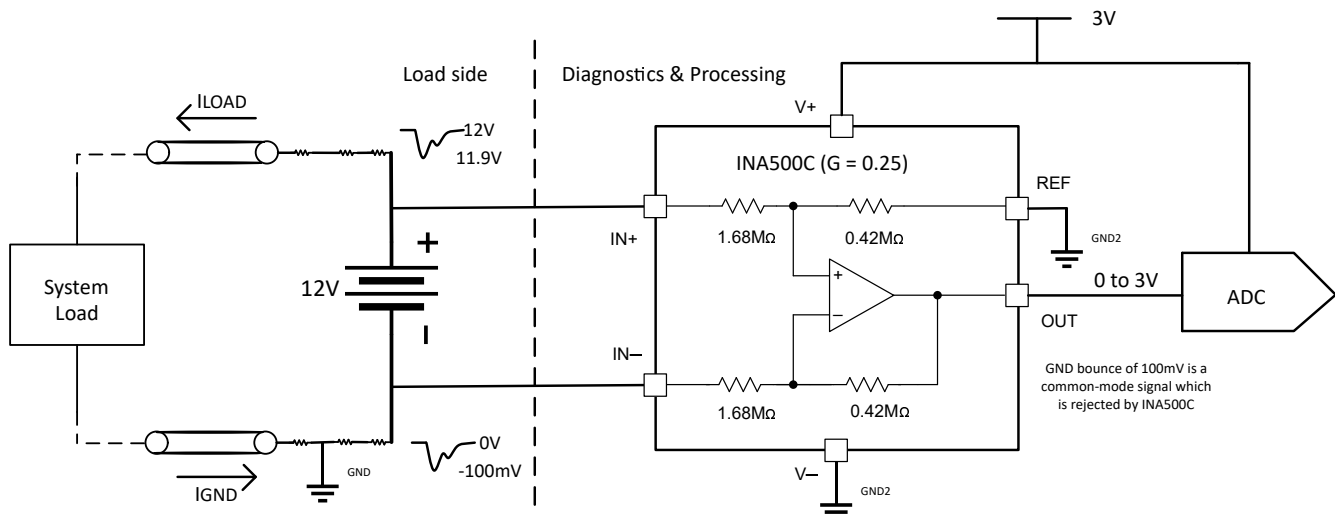 3V
Load side
Diagnostics & Processing
ILOAD
V+
12V
11.9V
INA500C (G = 0.25)
REF
IN+
1.68MΩ
0.42MΩ
GND2
+
12V
System
Load
+
−
0 to 3V
ADC
−
OUT
IN−
GND bounce of 100mV is a
common-mode signal which
is rejected by INA500C
1.68MΩ
0.42MΩ
0V
-100mV
GND
IGND
V−
GND2